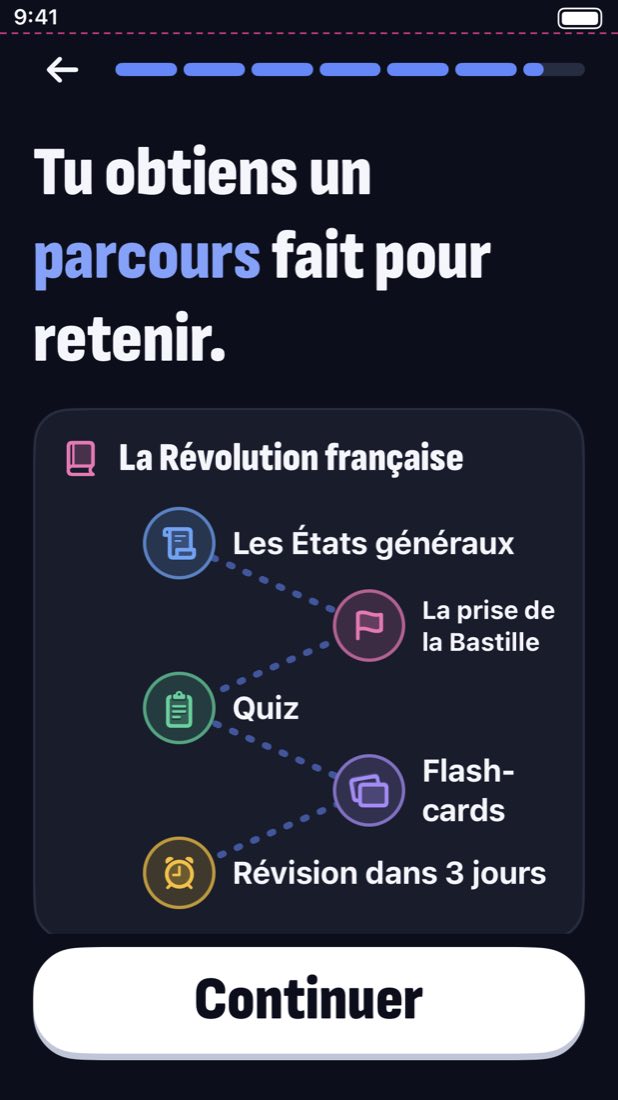 9:41
Tu obtiens un
parcours fait pour
retenir.
La Révolution française
Les États généraux
La prise de
la Bastille
Quiz
Flash-
cards
Révision dans 3 jours
Continuer